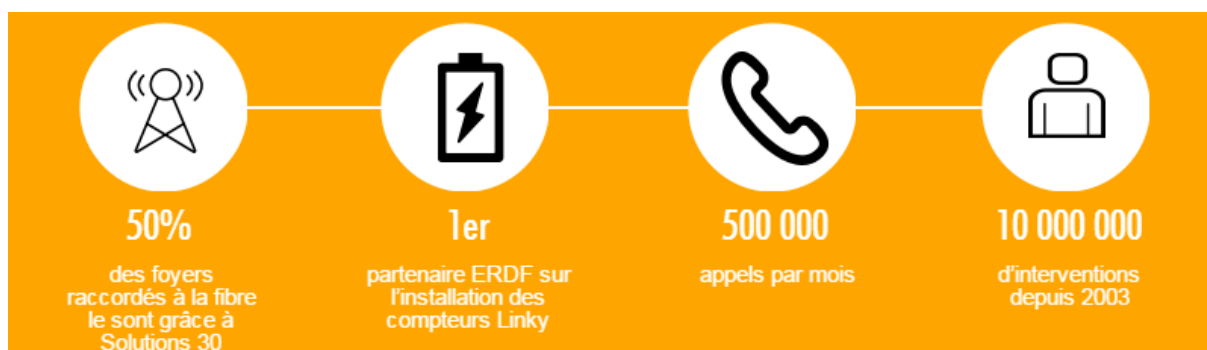 50%
des foyers
raccordés à la fibre
le sont grâce à
Solutions 30
1er
partenaire ERDF sur
l'installation des
compteurs Linky
500 000
appels par mois
10 000 000
d'interventions
depuis 2003